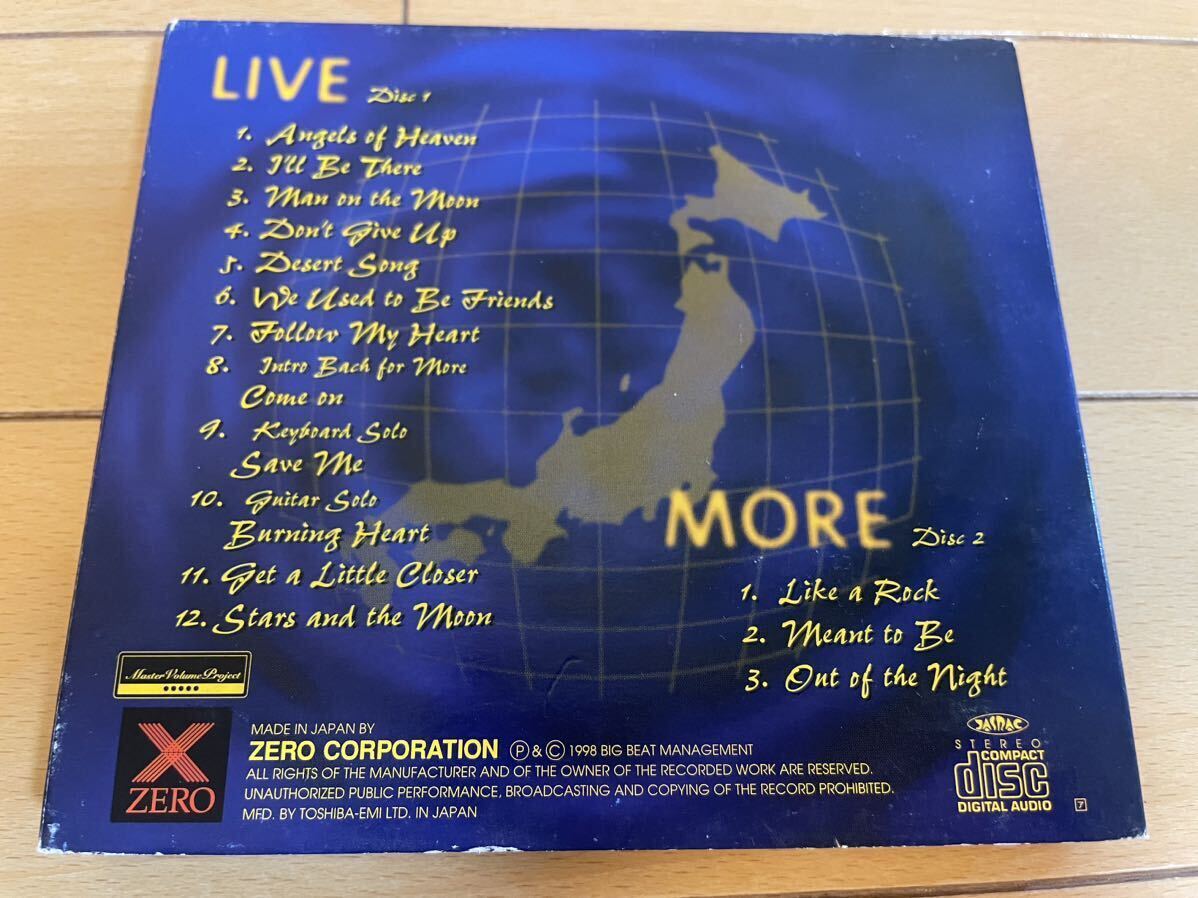 LIVE Disc 1
1. Angels of Heaven
2. I'll Be There
3. Man on the Moon
4. Don't Give Up
5. Desert Song
6. We Used to Be Friends
7. Follow My Heart
8. Intro Bach for More
Come on
9. Keyboard Solo
Save Me
10. Guitar Solo
Burning Heart
11. Get a Little Closer
12. Stars and the Moon
MORE Disc 2
1. Like a Rock
2. Meant to Be
3. Out of the Night
Master Volume Project
X
ZERO
MADE IN JAPAN BY
ZERO CORPORATION Ⓟ & © 1998 BIG BEAT MANAGEMENT
ALL RIGHTS OF THE MANUFACTURER AND OF THE OWNER OF THE RECORDED WORK ARE RESERVED.
UNAUTHORIZED PUBLIC PERFORMANCE, BROADCASTING AND COPYING OF THE RECORD PROHIBITED.
MFD. BY TOSHIBA-EMI LTD. IN JAPAN
JASRAC
STEREO
COMPACT
disc
DIGITAL AUDIO
7